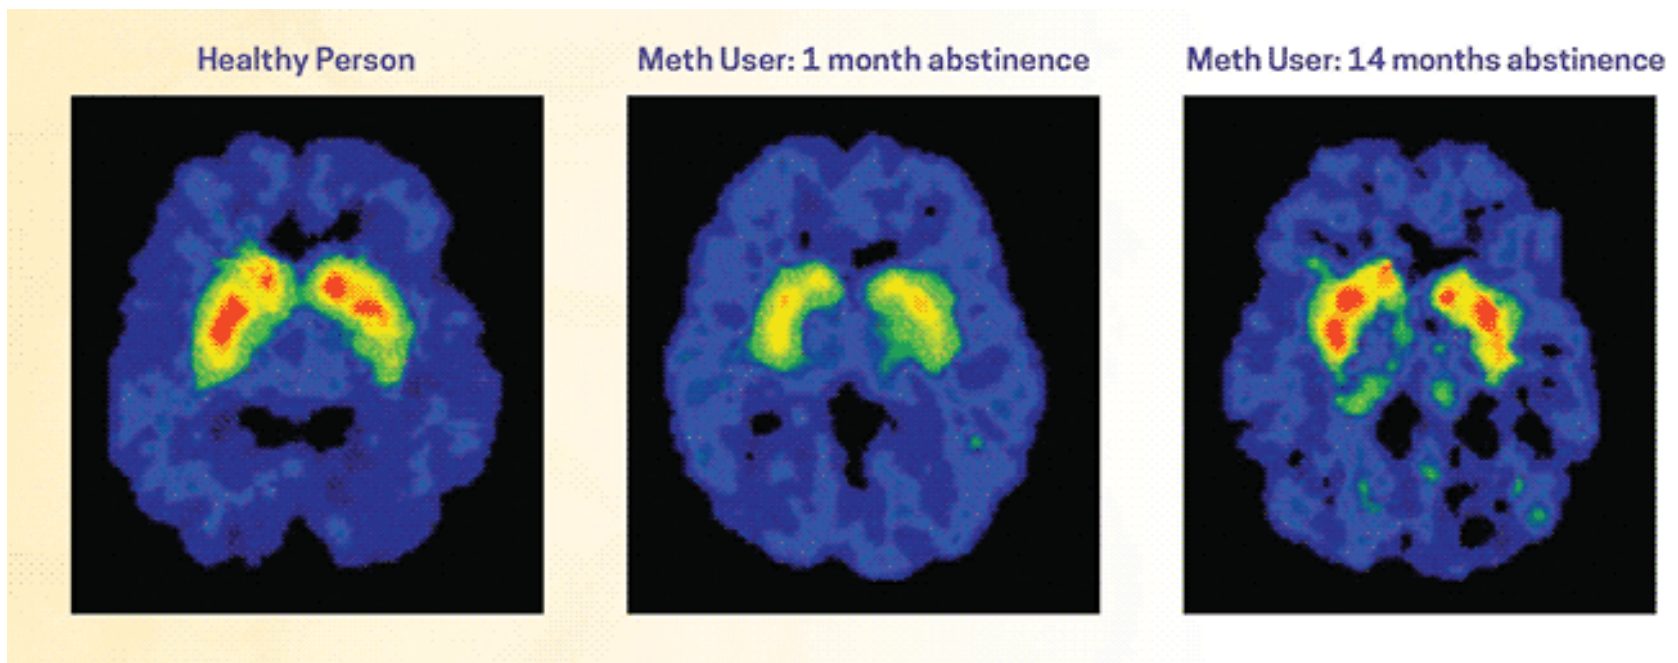 Healthy Person
Meth User: 1 month abstinence
Meth User: 14 months abstinence